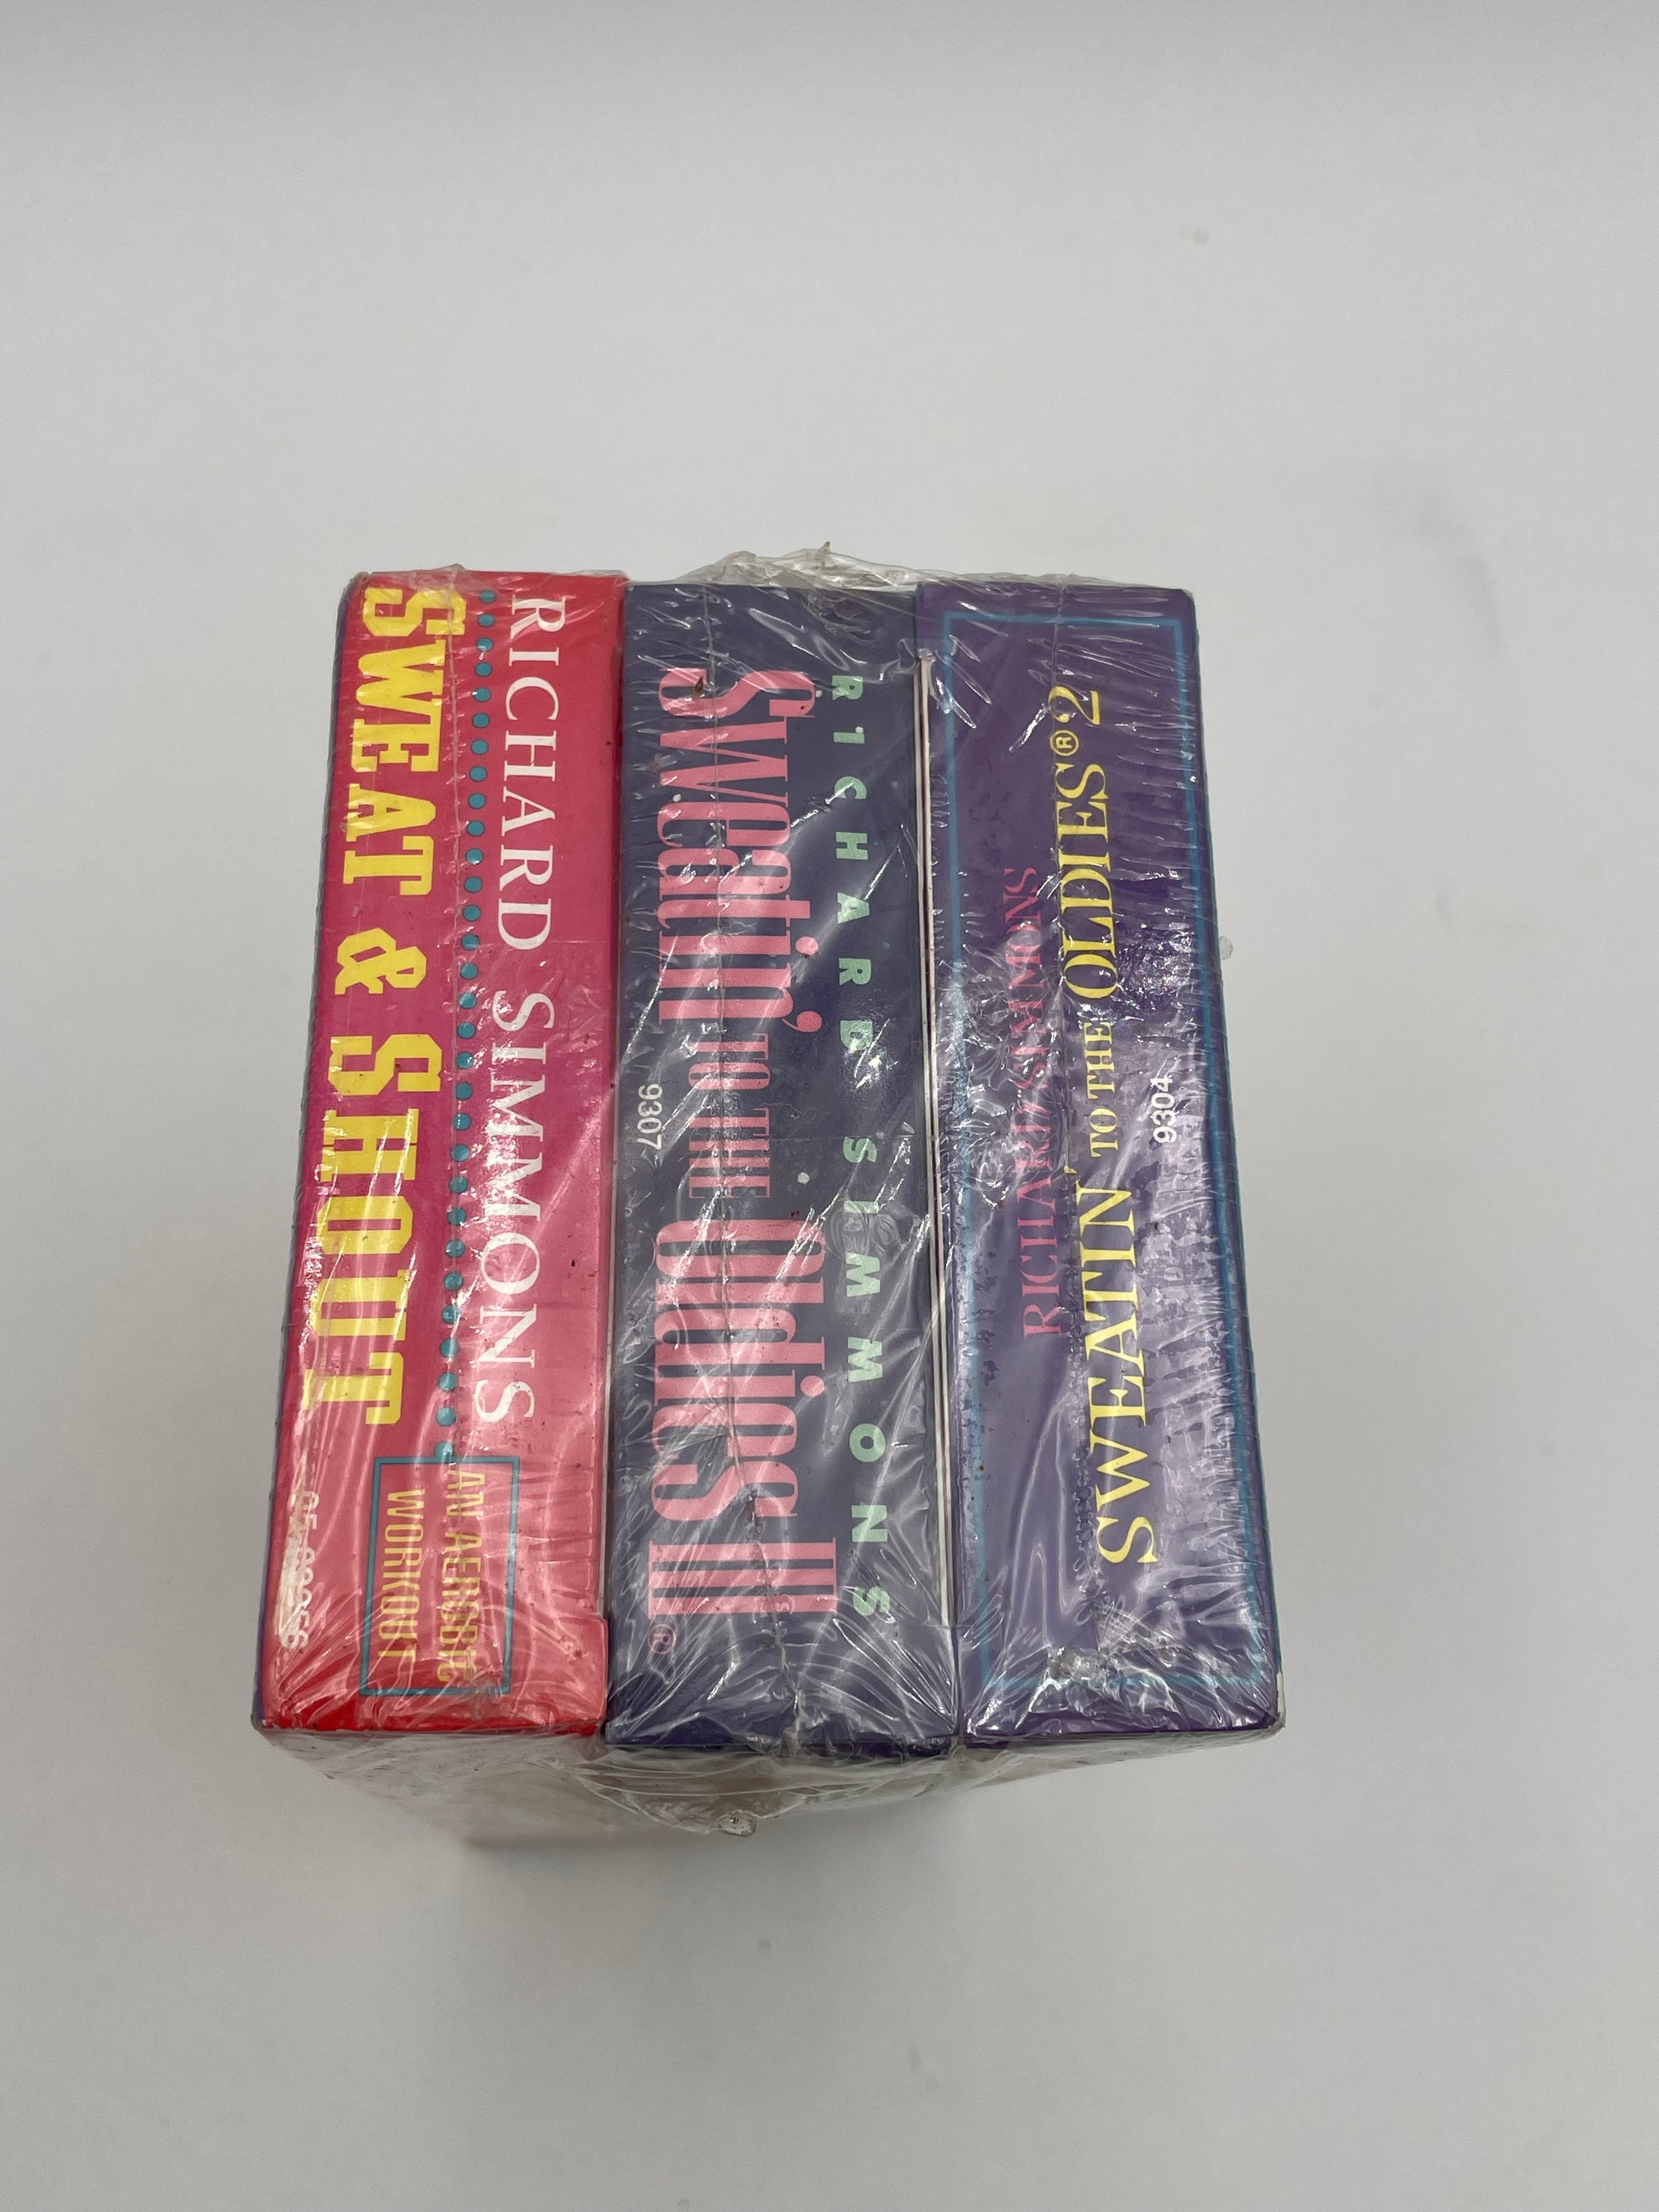 RICHARD SIMMONS
SWEAT & SHOUT
AN AEROBIC
WORKOUT
RICHARD SIMMONS
Sweatin' TO THE Oldies III®
9307
RICHARD SIMMONS
SWEATIN' TO THE OLDIES® 2
9304